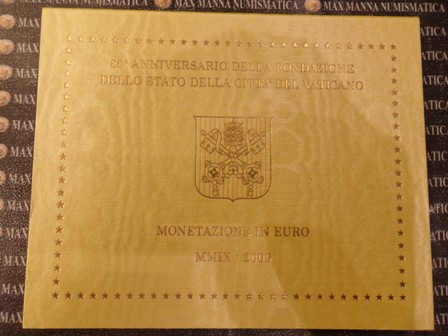 MAX MANNA NUMISMATICA
80° ANNIVERSARIO DELLA FONDAZIONE
DELLO STATO DELLA CITTÀ DEL VATICANO
MONETAZIONE IN EURO
MMIX · 2009